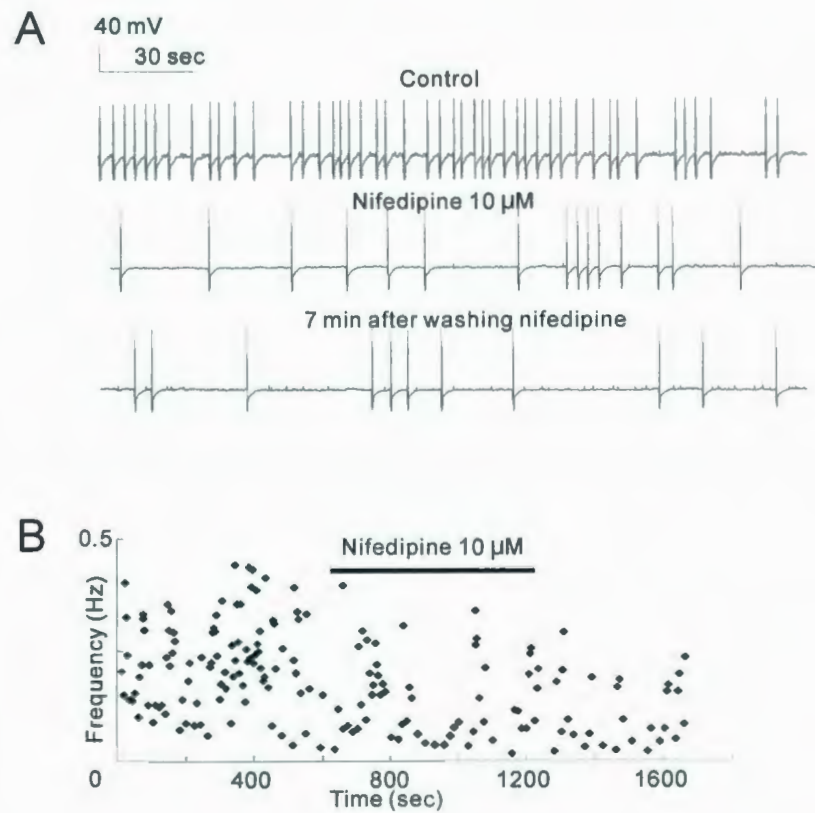 A
40 mV
30 sec
Control
Nifedipine 10 µM
7 min after washing nifedipine
B
0.5
Nifedipine 10 µM
Frequency (Hz)
0 400 800 1200 1600
Time (sec)